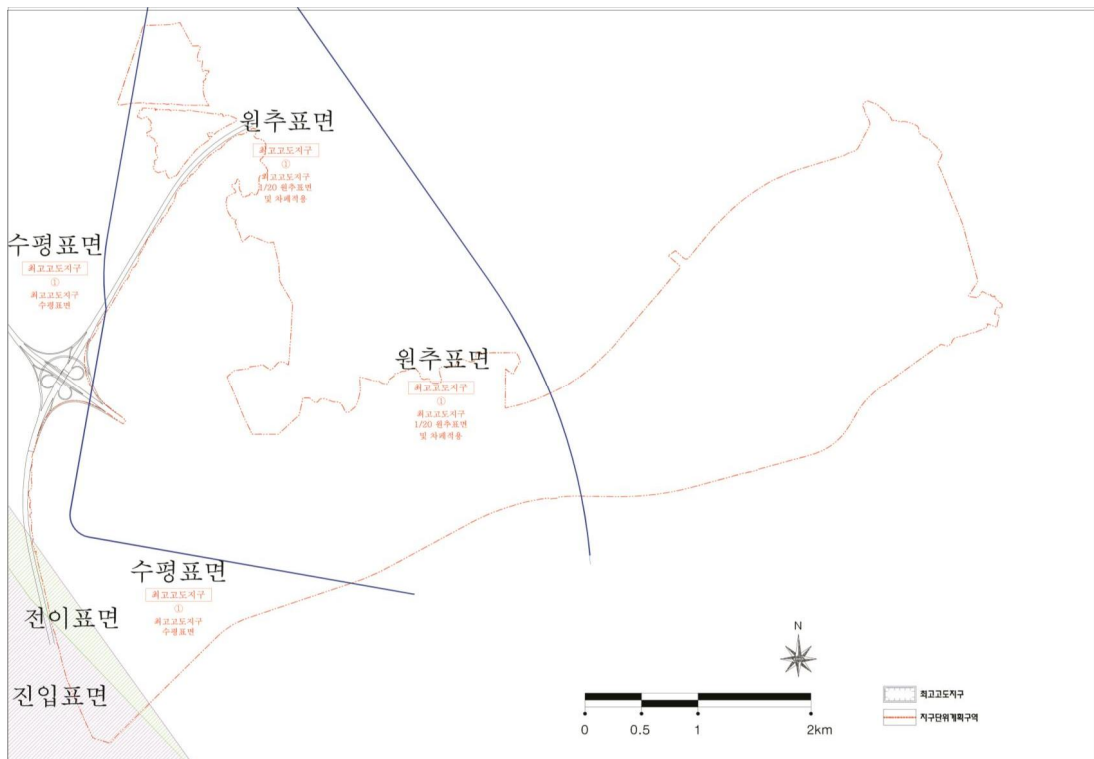 원추표면
최고고도지구
①
최고고도지구
1/20 원추표면
및 차폐적용
수평표면
최고고도지구
①
최고고도지구
수평표면
원추표면
최고고도지구
①
최고고도지구
1/20 원추표면
및 차폐적용
수평표면
최고고도지구
①
최고고도지구
수평표면
전이표면
진입표면
N
0 0.5 1 2km
최고고도지구
지구단위계획구역